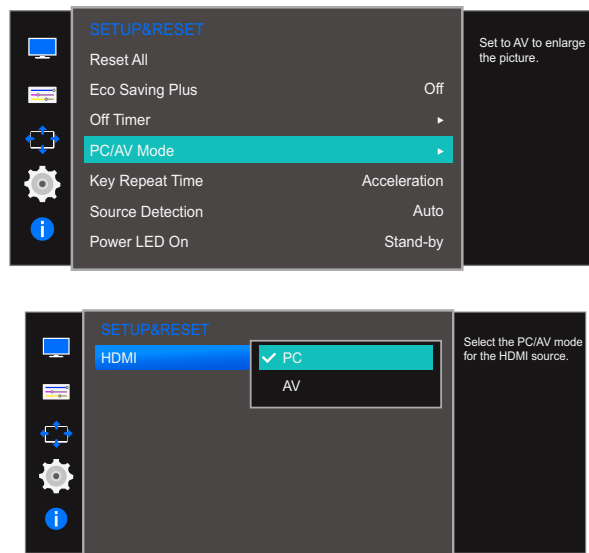 SETUP&RESET
Reset All
Eco Saving Plus Off
Off Timer ▸
PC/AV Mode ▸
Key Repeat Time Acceleration
Source Detection Auto
Power LED On Stand-by
Set to AV to enlarge
the picture.
SETUP&RESET
HDMI
PC
AV
Select the PC/AV mode
for the HDMI source.